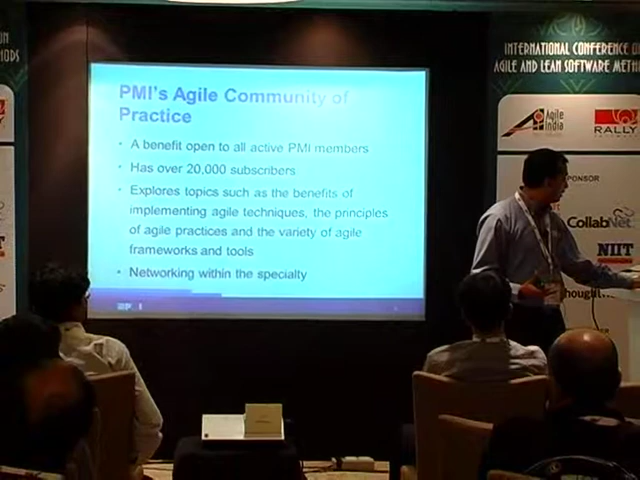 INTERNATIONAL CONFERENCE
AGILE AND LEAN SOFTWARE
PMI's Agile Community of
Practice
• A benefit open to all active PMI members
• Has over 20,000 subscribers
• Explores topics such as the benefits of
implementing agile techniques, the principles
of agile practices and the variety of agile
frameworks and tools
• Networking within the specialty
Agile
India
RALLY
CollabNet
NIIT